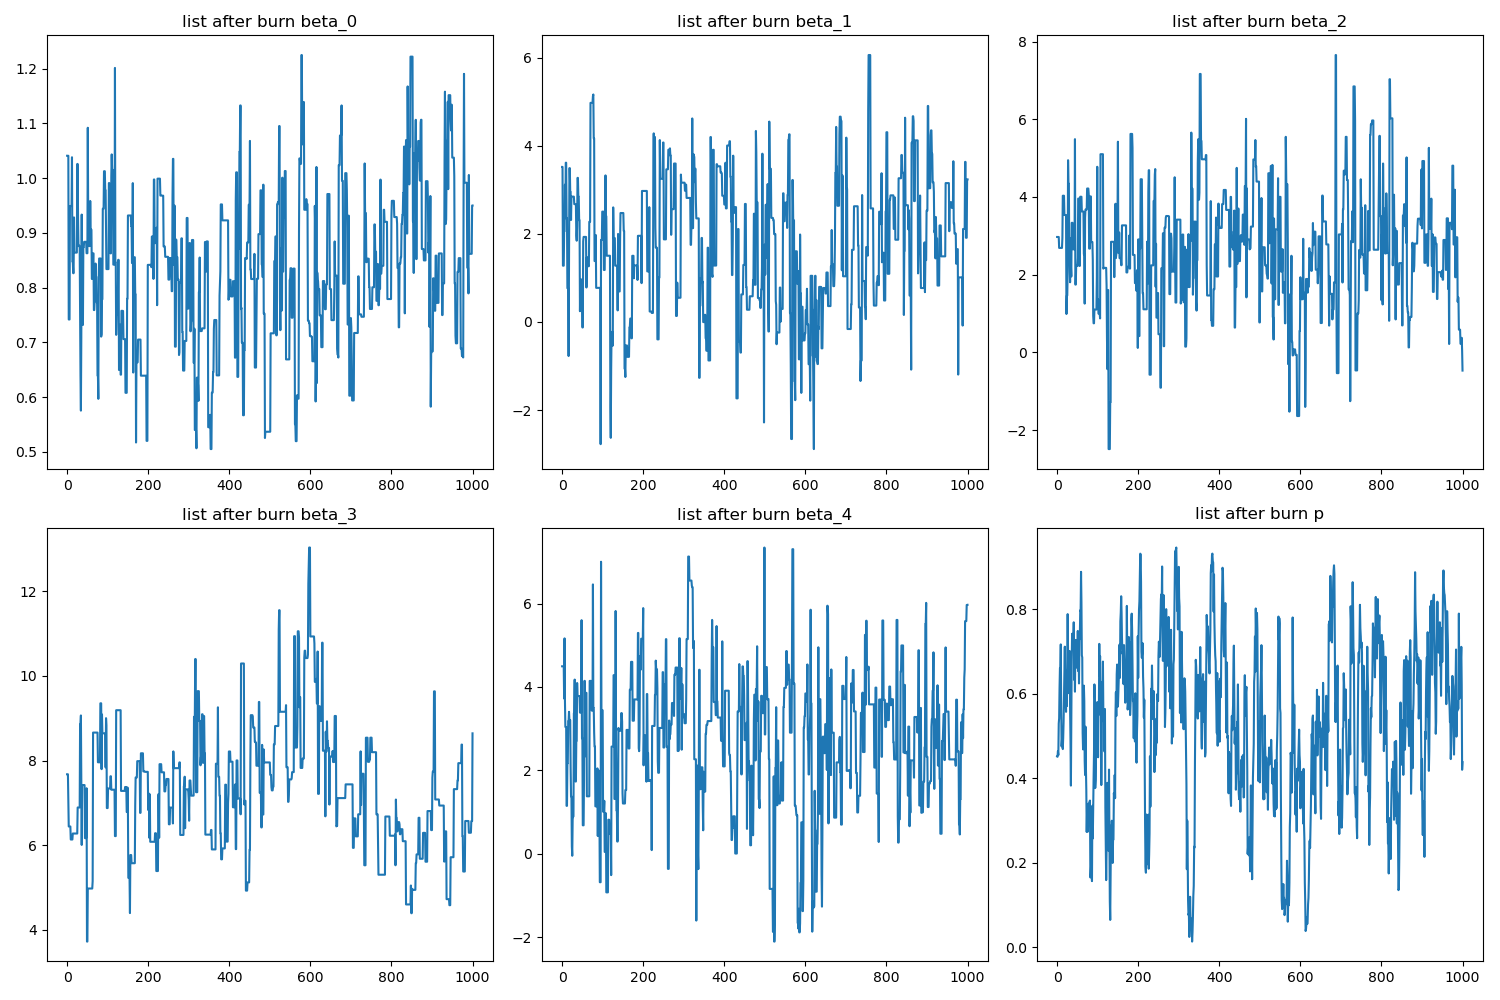 list after burn beta_0
list after burn beta_1
list after burn beta_2
1.2
1.1
1.0
0.9
0.8
0.7
0.6
0.5
0 200 400 600 800 1000
6
4
2
0
−2
0 200 400 600 800 1000
8
6
4
2
0
−2
0 200 400 600 800 1000
list after burn beta_3
list after burn beta_4
list after burn p
12
10
8
6
4
0 200 400 600 800 1000
6
4
2
0
−2
0 200 400 600 800 1000
0.8
0.6
0.4
0.2
0.0
0 200 400 600 800 1000